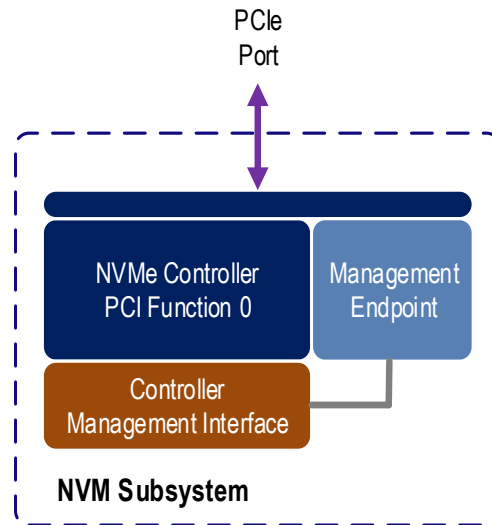 PCIe
Port
NVMe Controller
PCI Function 0
Management
Endpoint
Controller
Management Interface
NVM Subsystem